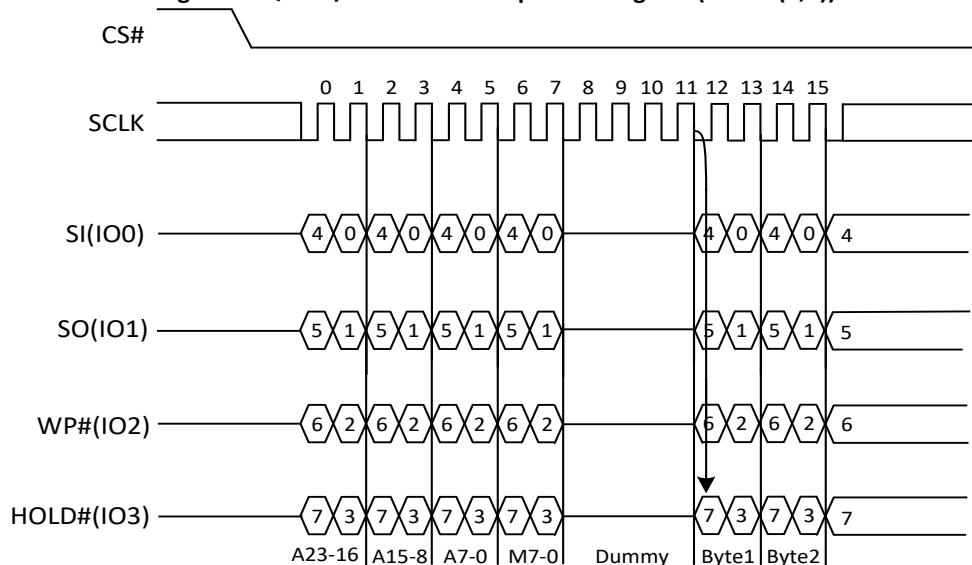 CS#
0 1 2 3 4 5 6 7 8 9 10 11 12 13 14 15
SCLK
SI(IO0) 4 0 4 0 4 0 4 0 4 0 4 0 4
SO(IO1) 5 1 5 1 5 1 5 1 5 1 5 1 5
WP#(IO2) 6 2 6 2 6 2 6 2 6 2 6 2 6
HOLD#(IO3) 7 3 7 3 7 3 7 3 7 3 7 3 7
A23-16 A15-8 A7-0 M7-0 Dummy Byte1 Byte2